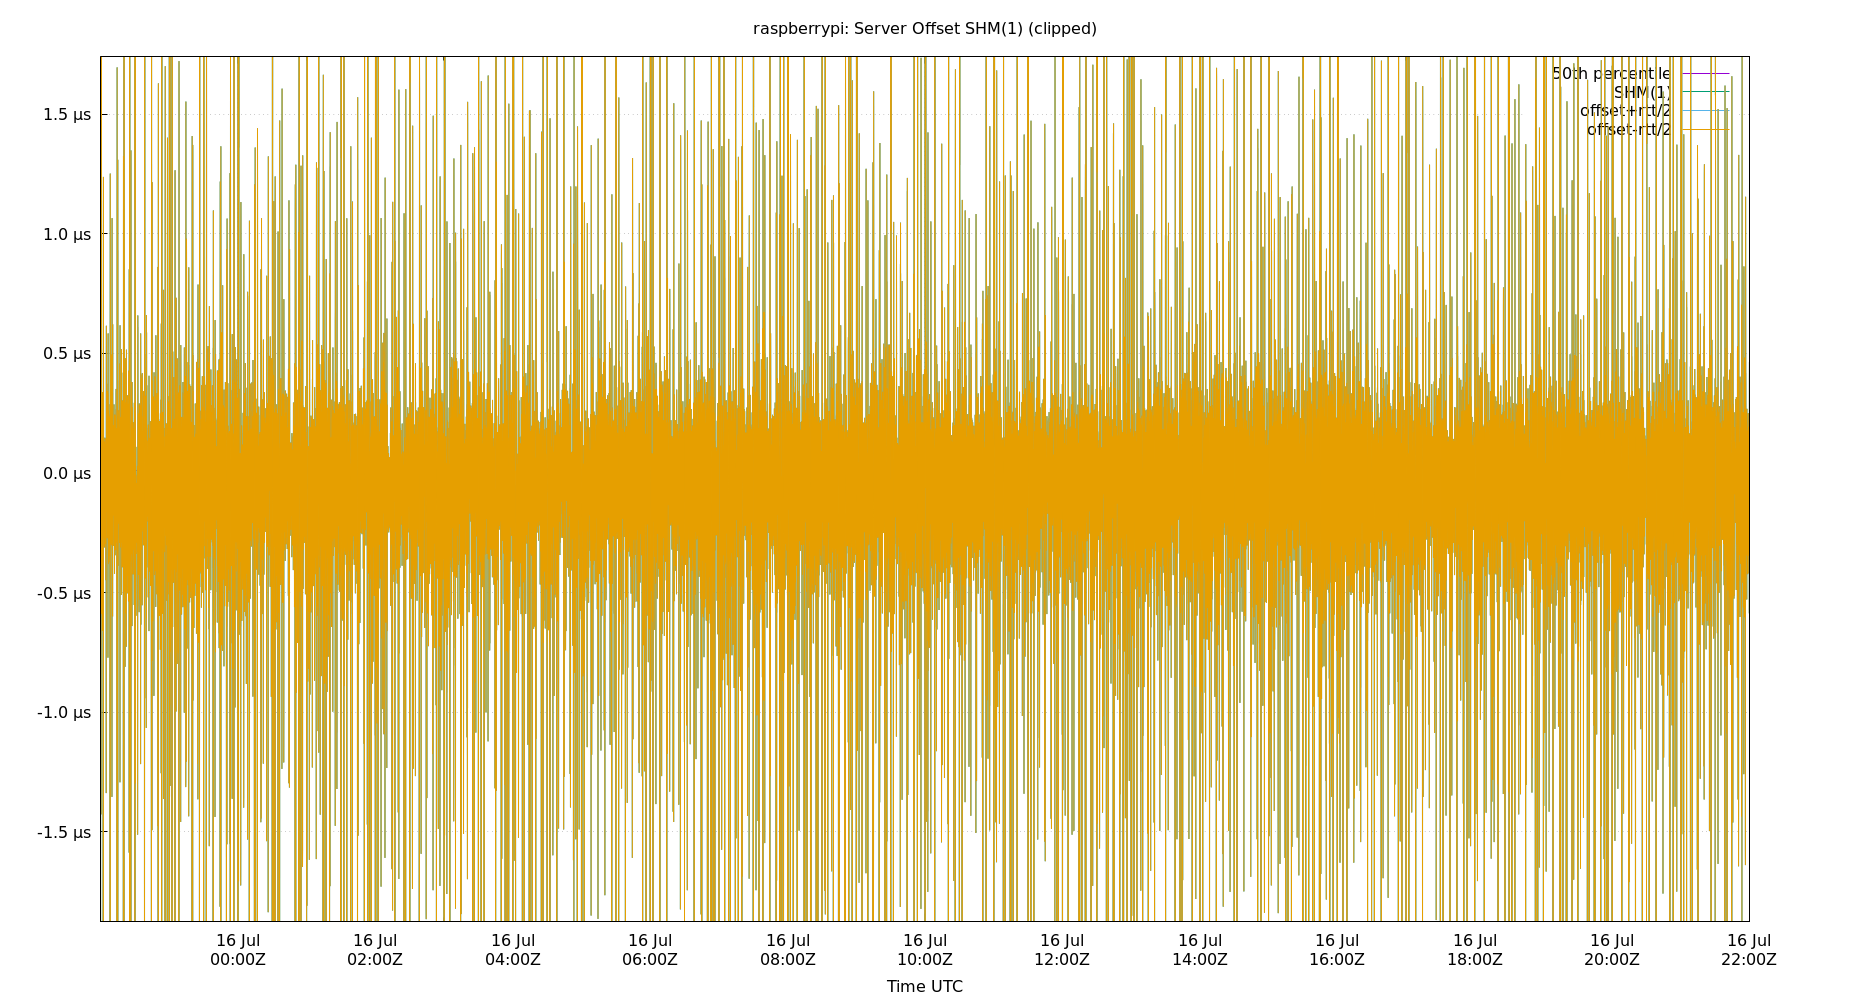 raspberrypi: Server Offset SHM(1) (clipped)
50th percentile
SHM(1)
offset+rtt/2
offset-rtt/2
1.5 µs
1.0 µs
0.5 µs
0.0 µs
-0.5 µs
-1.0 µs
-1.5 µs
16 Jul 16 Jul 16 Jul 16 Jul 16 Jul 16 Jul 16 Jul 16 Jul 16 Jul 16 Jul 16 Jul 16 Jul
00:00Z 02:00Z 04:00Z 06:00Z 08:00Z 10:00Z 12:00Z 14:00Z 16:00Z 18:00Z 20:00Z 22:00Z
Time UTC